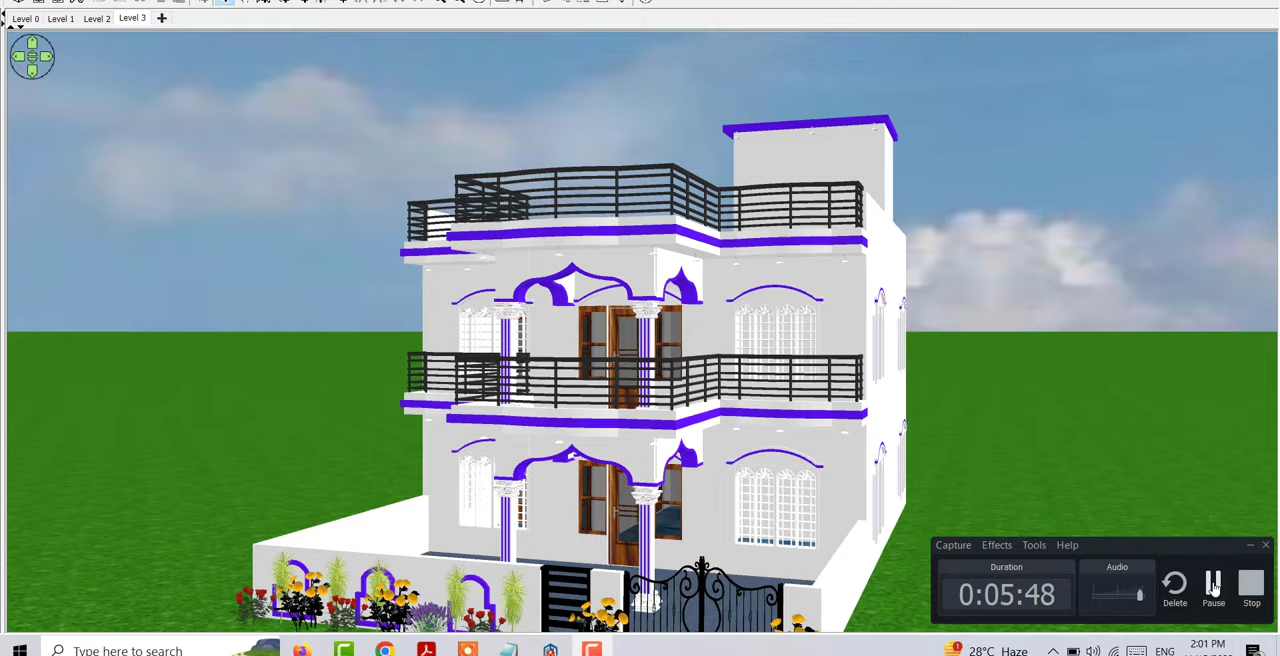 Level 0 Level 1 Level 2 Level 3
Capture Effects Tools Help
Duration Audio
0:05:48
Delete Pause Stop
Type here to search
28°C Haze
ENG
2:01 PM